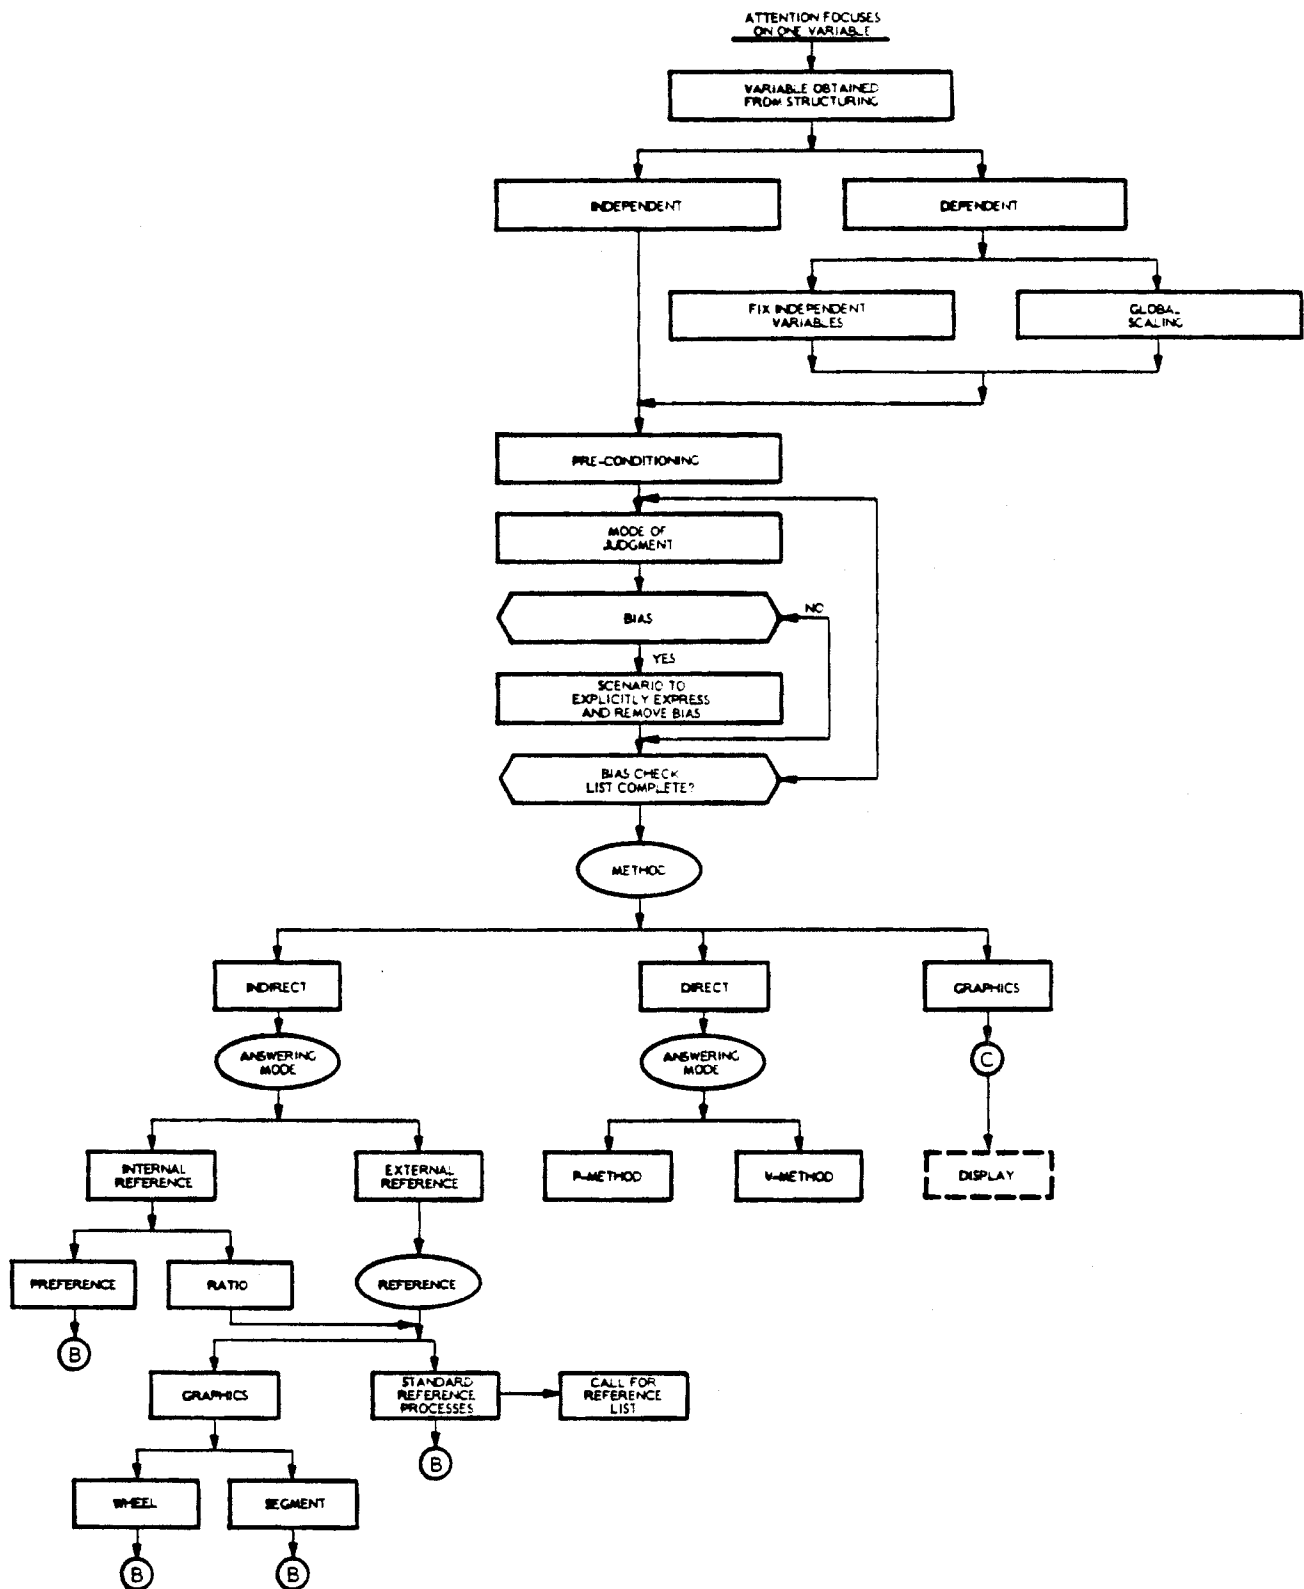 ATTENTION FOCUSES
ON ONE VARIABLE
VARIABLE OBTAINED
FROM STRUCTURING
INDEPENDENT
DEPENDENT
FIX INDEPENDENT
VARIABLES
GLOBAL
SCALING
PRE-CONDITIONING
MODE OF
JUDGMENT
BIAS
NO
YES
SCENARIO TO
EXPLICITLY EXPRESS
AND REMOVE BIAS
BIAS CHECK
LIST COMPLETE?
METHOD
INDIRECT
DIRECT
GRAPHICS
ANSWERING
MODE
ANSWERING
MODE
C
INTERNAL
REFERENCE
EXTERNAL
REFERENCE
P-METHOD
V-METHOD
DISPLAY
PREFERENCE
RATIO
REFERENCE
B
GRAPHICS
STANDARD
REFERENCE
PROCESSES
CALL FOR
REFERENCE
LIST
B
WHEEL
SEGMENT
B
B